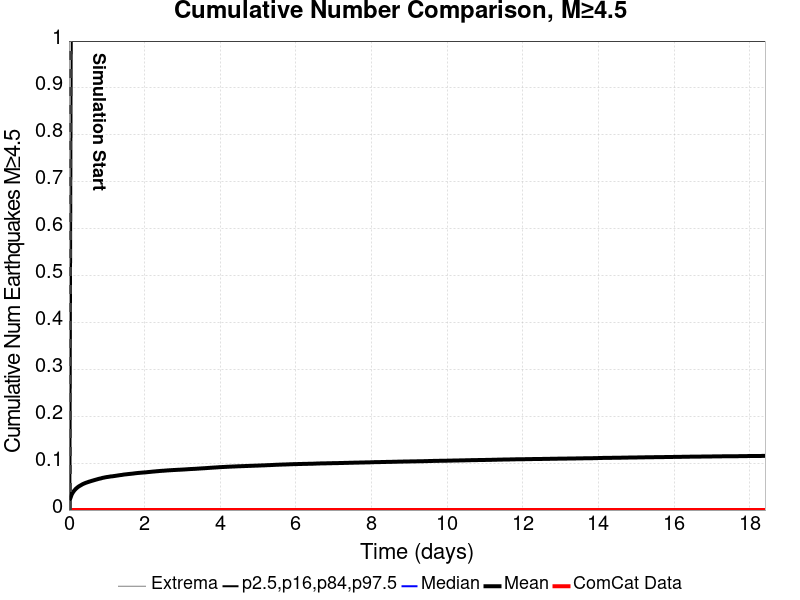 Cumulative Number Comparison, M≥4.5
Cumulative Num Earthquakes M≥4.5
1
0.9
0.8
0.7
0.6
0.5
0.4
0.3
0.2
0.1
0
Simulation Start
0 2 4 6 8 10 12 14 16 18
Time (days)
Extrema p2.5,p16,p84,p97.5 Median Mean ComCat Data